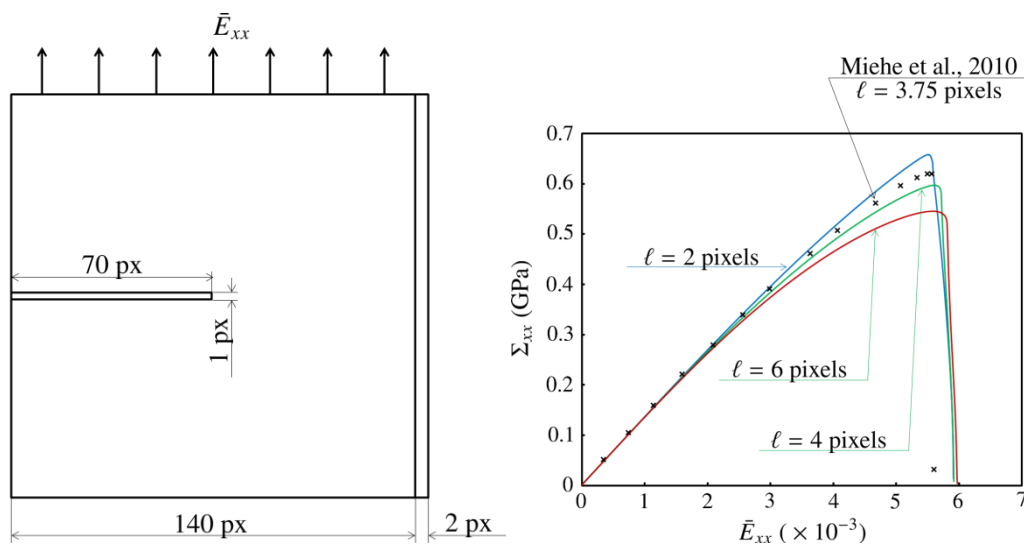 Ē_xx
70 px
1 px
140 px
2 px
Miehe et al., 2010
ℓ = 3.75 pixels
0.7
0.6
0.5
0.4
0.3
0.2
0.1
0
Σ_xx (GPa)
ℓ = 2 pixels
ℓ = 6 pixels
ℓ = 4 pixels
0 1 2 3 4 5 6 7
Ē_xx ( × 10⁻³)